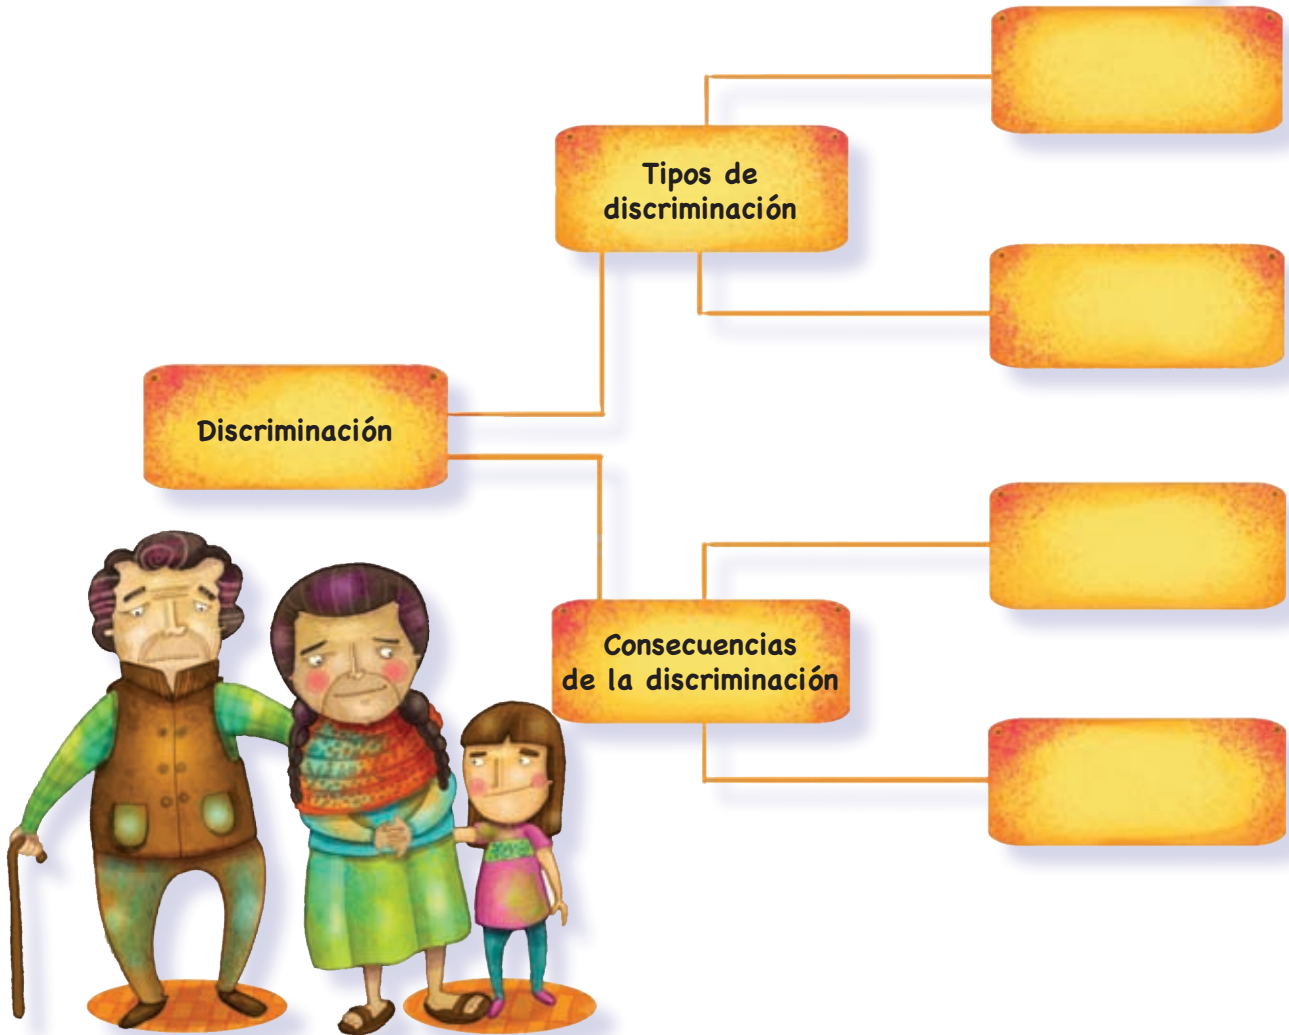 Tipos de
discriminación
Discriminación
Consecuencias
de la discriminación